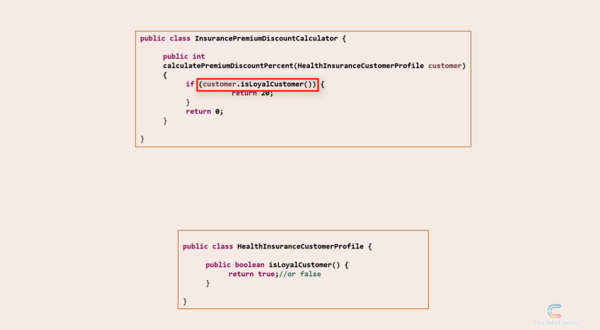 public class InsurancePremiumDiscountCalculator {
public int
calculatePremiumDiscountPercent(HealthInsuranceCustomerProfile customer)
{
if (customer.isLoyalCustomer()) {
return 20;
}
return 0;
}
}
public class HealthInsuranceCustomerProfile {
public boolean isLoyalCustomer() {
return true;//or false
}
}